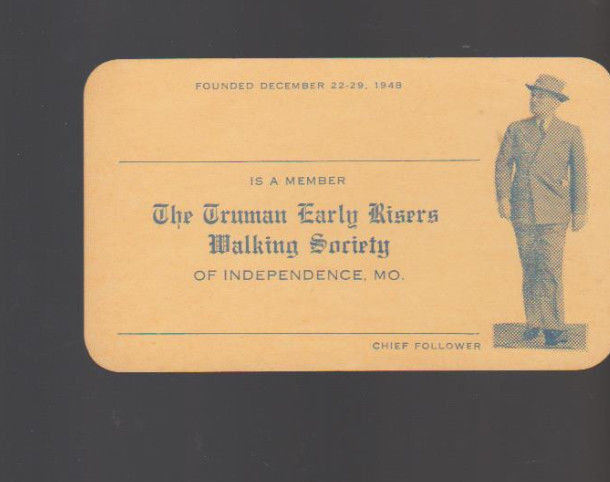 FOUNDED DECEMBER 22-29, 1948
IS A MEMBER
The Truman Early Risers
Walking Society
OF INDEPENDENCE, MO.
CHIEF FOLLOWER